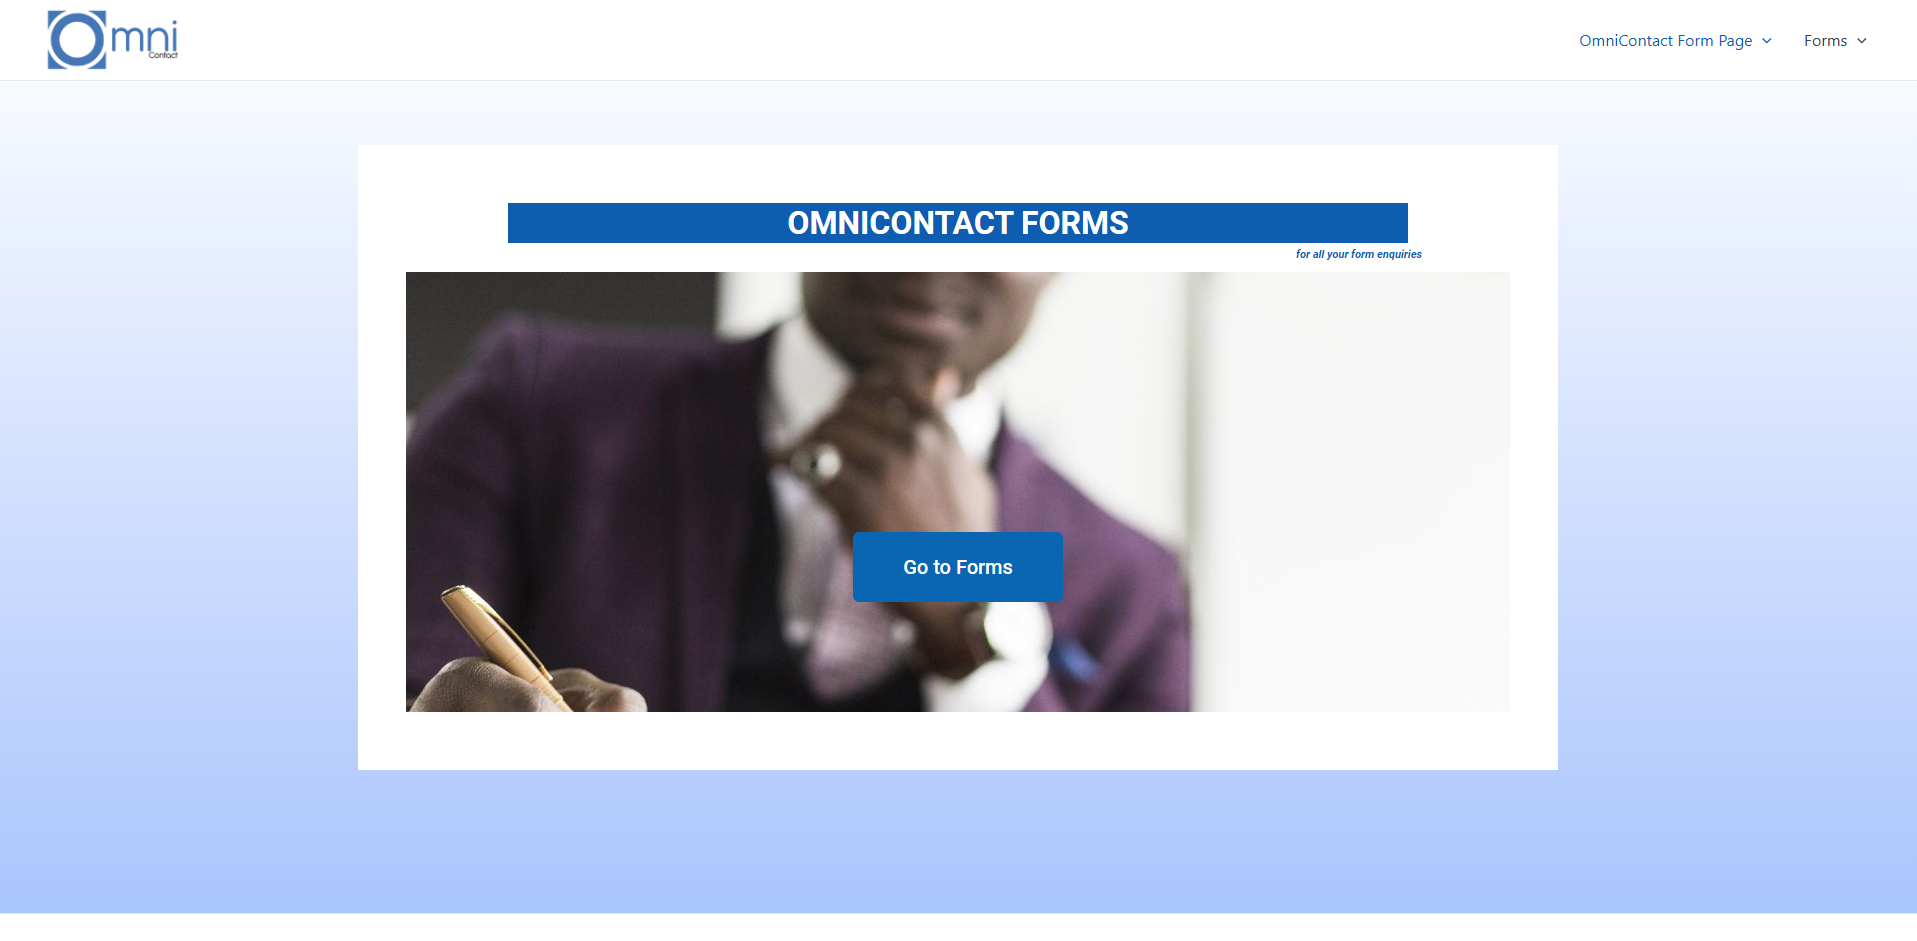 Omni
Contact
OmniContact Form Page
Forms
OMNICONTACT FORMS
for all your form enquiries
Go to Forms